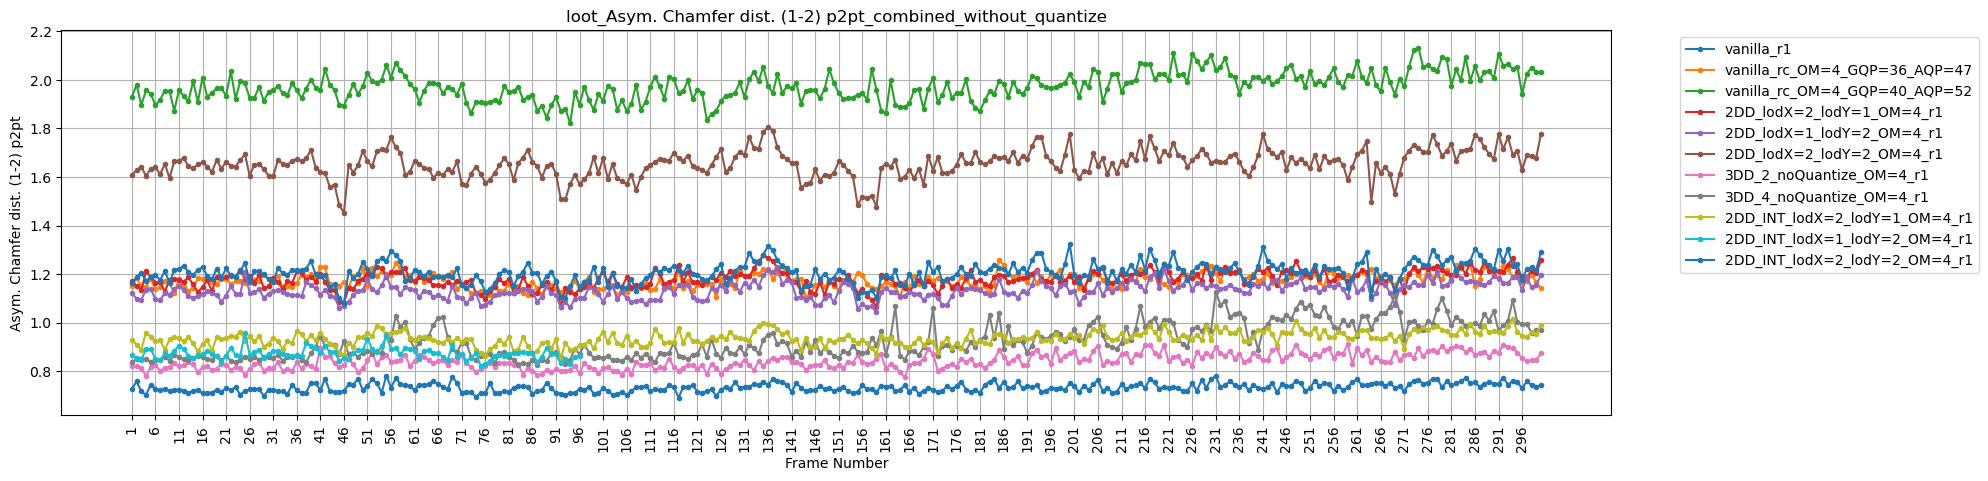 loot_Asym. Chamfer dist. (1-2) p2pt_combined_without_quantize
Asym. Chamfer dist. (1-2) p2pt
2.2
2.0
1.8
1.6
1.4
1.2
1.0
0.8
1 6 11 16 21 26 31 36 41 46 51 56 61 66 71 76 81 86 91 96 101 106 111 116 121 126 131 136 141 146 151 156 161 166 171 176 181 186 191 196 201 206 211 216 221 226 231 236 241 246 251 256 261 266 271 276 281 286 291 296
Frame Number
vanilla_r1
vanilla_rc_OM=4_GQP=36_AQP=47
vanilla_rc_OM=4_GQP=40_AQP=52
2DD_lodX=2_lodY=1_OM=4_r1
2DD_lodX=1_lodY=2_OM=4_r1
2DD_lodX=2_lodY=2_OM=4_r1
3DD_2_noQuantize_OM=4_r1
3DD_4_noQuantize_OM=4_r1
2DD_INT_lodX=2_lodY=1_OM=4_r1
2DD_INT_lodX=1_lodY=2_OM=4_r1
2DD_INT_lodX=2_lodY=2_OM=4_r1